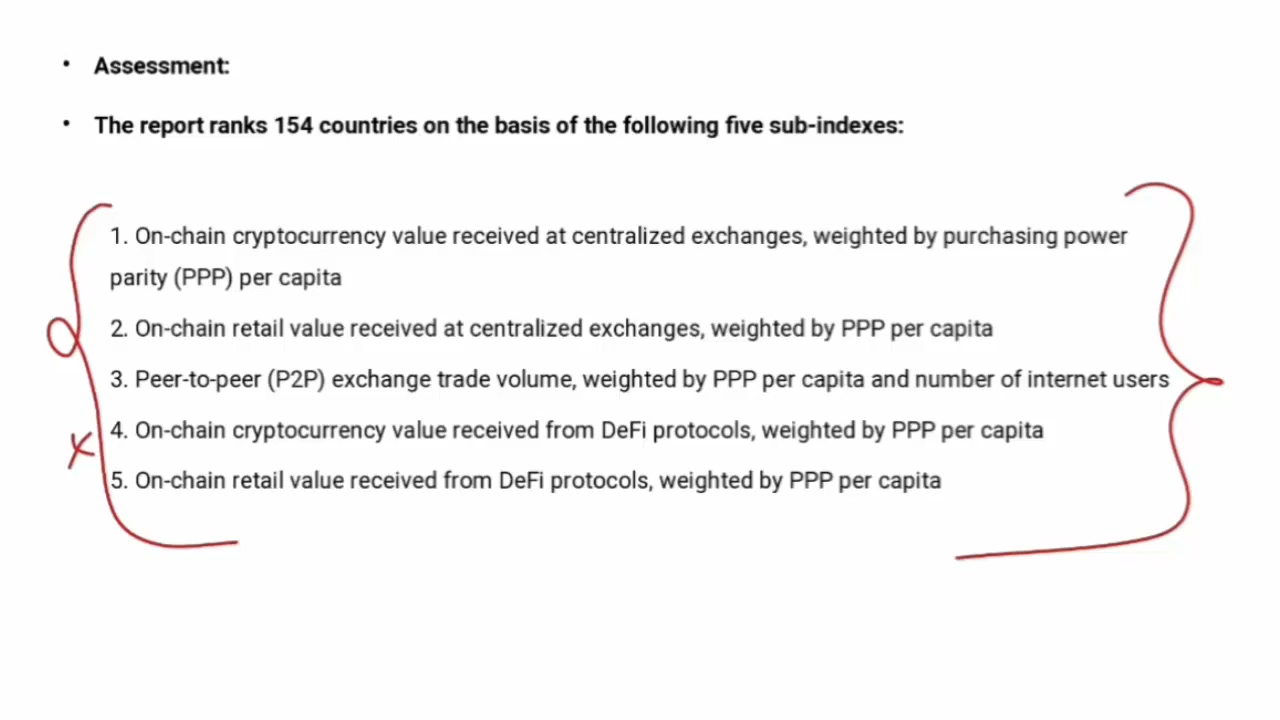 • Assessment:
• The report ranks 154 countries on the basis of the following five sub-indexes:
1. On-chain cryptocurrency value received at centralized exchanges, weighted by purchasing power
parity (PPP) per capita
2. On-chain retail value received at centralized exchanges, weighted by PPP per capita
3. Peer-to-peer (P2P) exchange trade volume, weighted by PPP per capita and number of internet users
4. On-chain cryptocurrency value received from DeFi protocols, weighted by PPP per capita
5. On-chain retail value received from DeFi protocols, weighted by PPP per capita